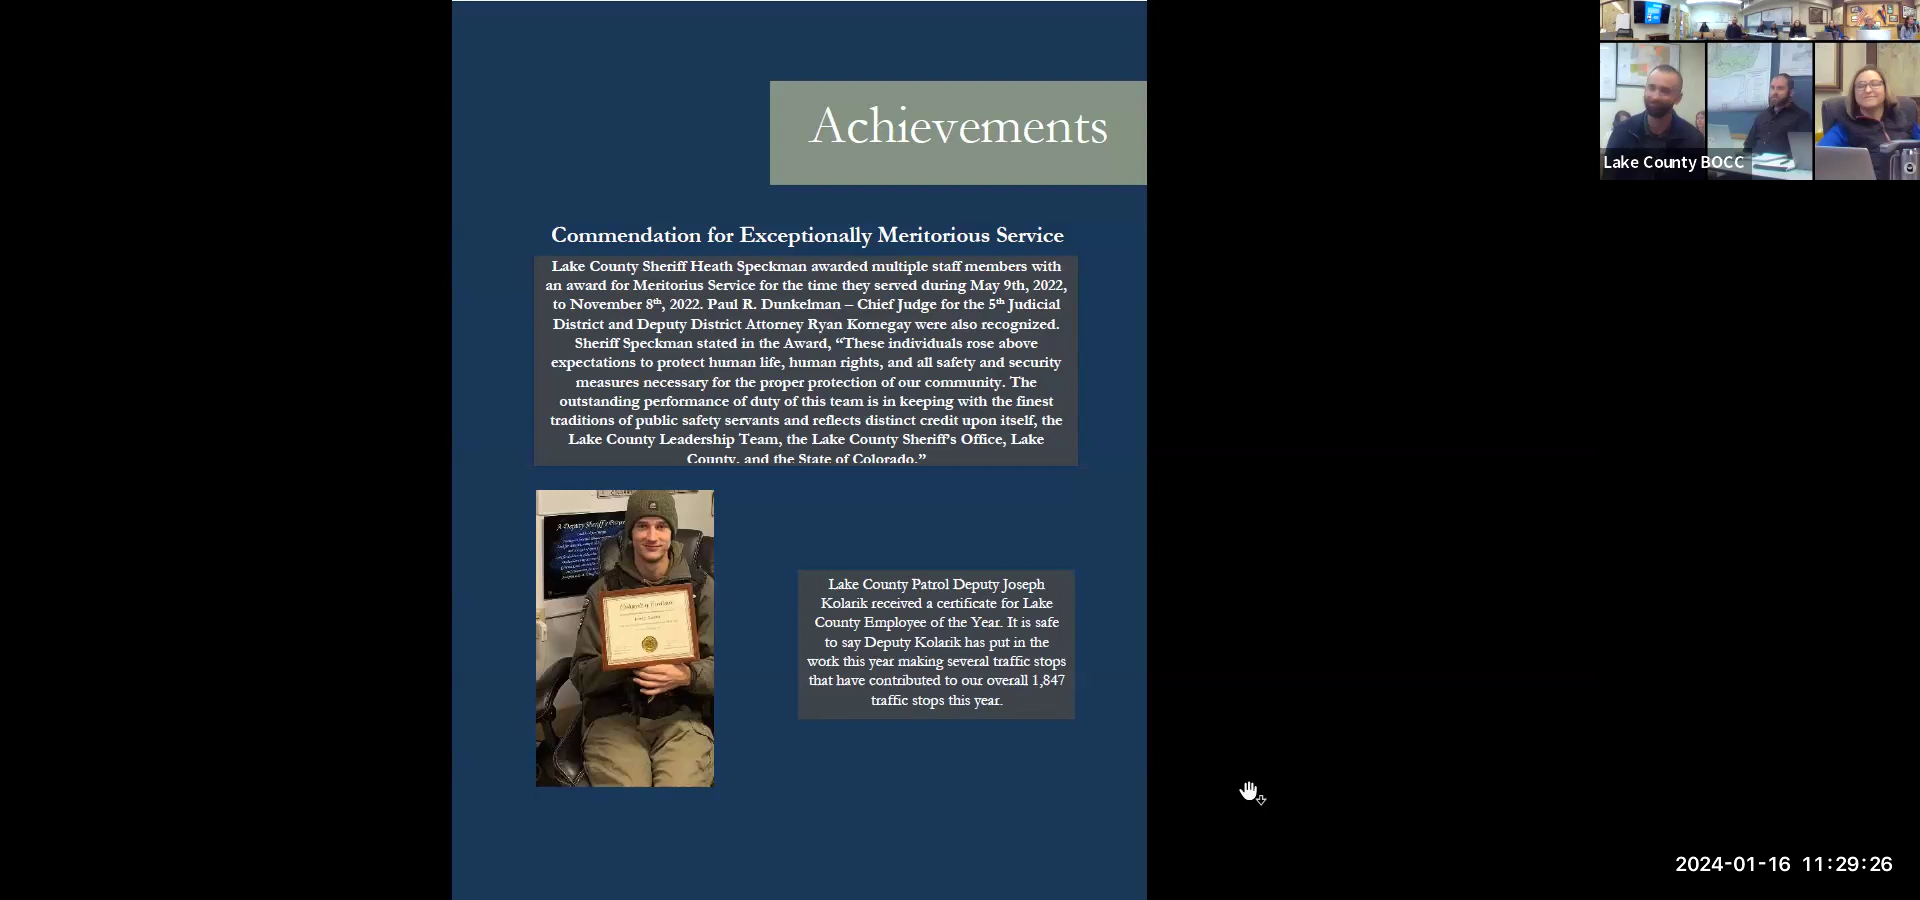 Achievements
Commendation for Exceptionally Meritorious Service
Lake County Sheriff Heath Speckman awarded multiple staff members with
an award for Meritorius Service for the time they served during May 9th, 2022,
to November 8th, 2022. Paul R. Dunkelman – Chief Judge for the 5th Judicial
District and Deputy District Attorney Ryan Kornegay were also recognized.
Sheriff Speckman stated in the Award, “These individuals rose above
expectations to protect human life, human rights, and all safety and security
measures necessary for the proper protection of our community. The
outstanding performance of duty of this team is in keeping with the finest
traditions of public safety servants and reflects distinct credit upon itself, the
Lake County Leadership Team, the Lake County Sheriff’s Office, Lake
County, and the State of Colorado.”
A Deputy Sheriff's Prayer
Lake County Patrol Deputy Joseph
Kolarik received a certificate for Lake
County Employee of the Year. It is safe
to say Deputy Kolarik has put in the
work this year making several traffic stops
that have contributed to our overall 1,847
traffic stops this year.
Lake County BOCC
2024-01-16 11:29:26